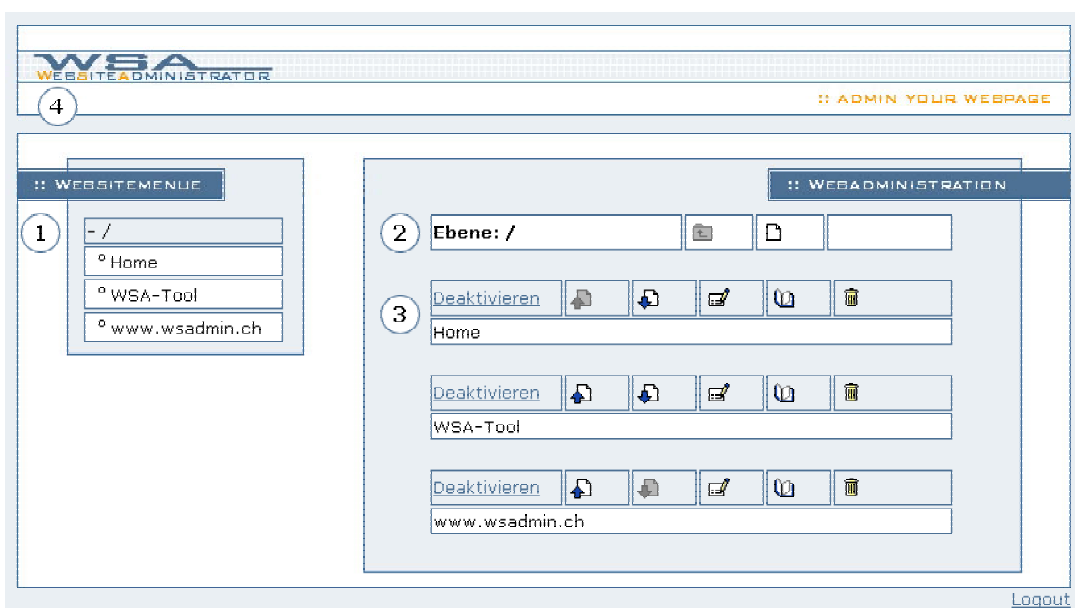 WSA
WEBSITEADMINISTRATOR
4
:: ADMIN YOUR WEBPAGE
:: WEBSITEMENUE
:: WEBADMINISTRATION
1
- /
° Home
° WSA-Tool
° www.wsadmin.ch
2
Ebene: /
3
Deaktivieren
Home
Deaktivieren
WSA-Tool
Deaktivieren
www.wsadmin.ch
Logout